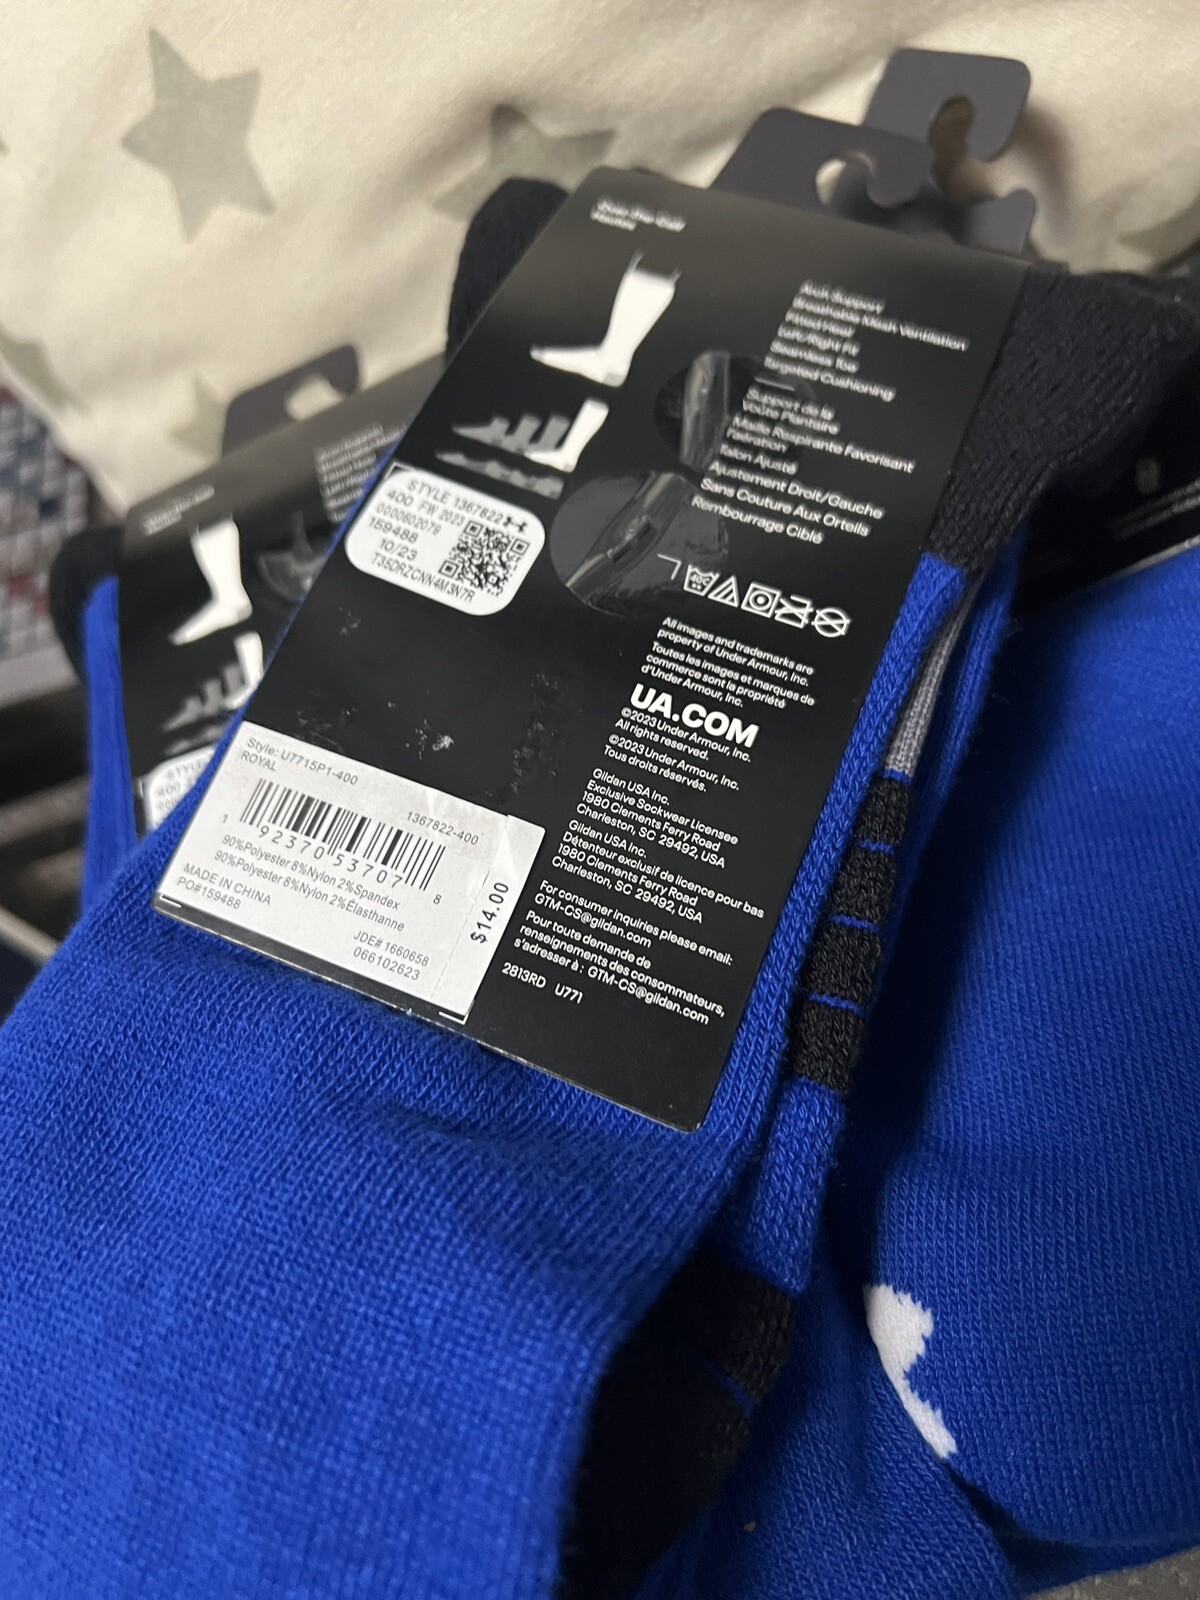 Over-The-Calf
Hautes
Arch Support
Breathable Mesh Ventilation
Fitted Heel
Left/Right Fit
Seamless Toe
Targeted Cushioning
Support de la
Voûte Plantaire
Maille Respirante Favorisant
l'aération
Talon Ajusté
Ajustement Droit/Gauche
Sans Couture Aux Orteils
Rembourrage Ciblé
STYLE 1367822
400 FW 2023
0000602078
159488
10/23
T35DRZCNN4M3N7R
All images and trademarks are
property of Under Armour, Inc.
Toutes les images et marques de
commerce sont la propriété
d'Under Armour, Inc.
UA.COM
©2023 Under Armour, Inc.
All rights reserved.
©2023 Under Armour, Inc.
Tous droits réservés.
Gildan USA Inc.
Exclusive Sockwear Licensee
1980 Clements Ferry Road
Charleston, SC 29492, USA
Gildan USA Inc.
Détenteur exclusif de licence pour bas
1980 Clements Ferry Road
Charleston, SC 29492, USA
For consumer inquiries please email:
GTM-CS@gildan.com
Pour toute demande de
renseignements des consommateurs,
s'adresser à : GTM-CS@gildan.com
2813RD U771
Style: U7715P1-400
ROYAL
1367822-400
1 92370 53707 8
90%Polyester 8%Nylon 2%Spandex
90%Polyester 8%Nylon 2%Élasthanne
MADE IN CHINA
PO#159488
JDE# 1660658
066102623
$14.00
STYLE
400